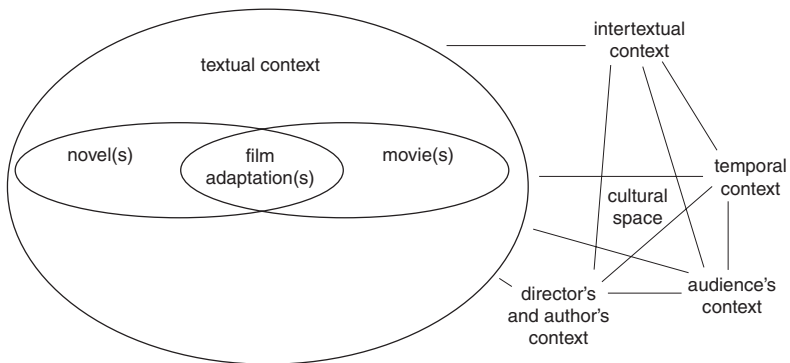 textual context
novel(s)
film
adaptation(s)
movie(s)
intertextual
context
temporal
context
cultural
space
audience's
context
director's
and author's
context